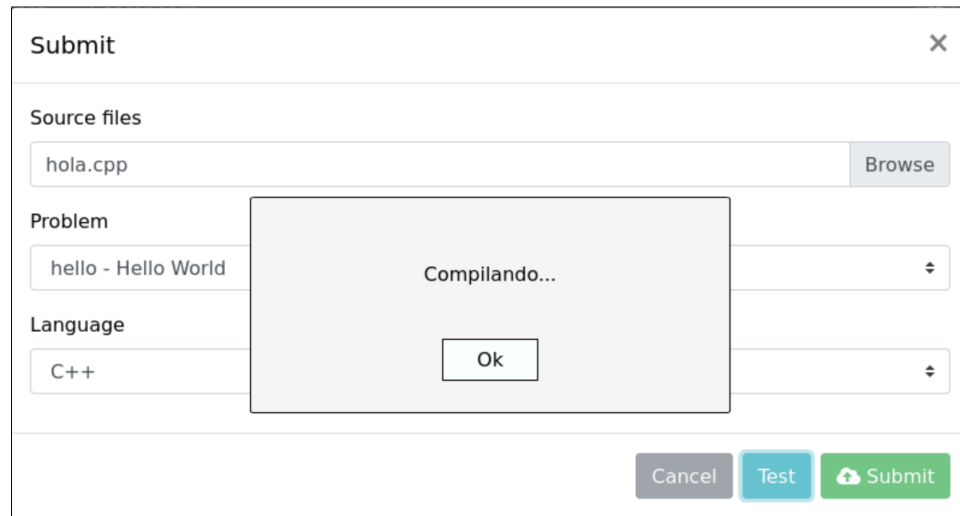 Submit ×
Source files
hola.cpp Browse
Problem
hello - Hello World
Compilando...
Language
Ok
C++
Cancel Test Submit